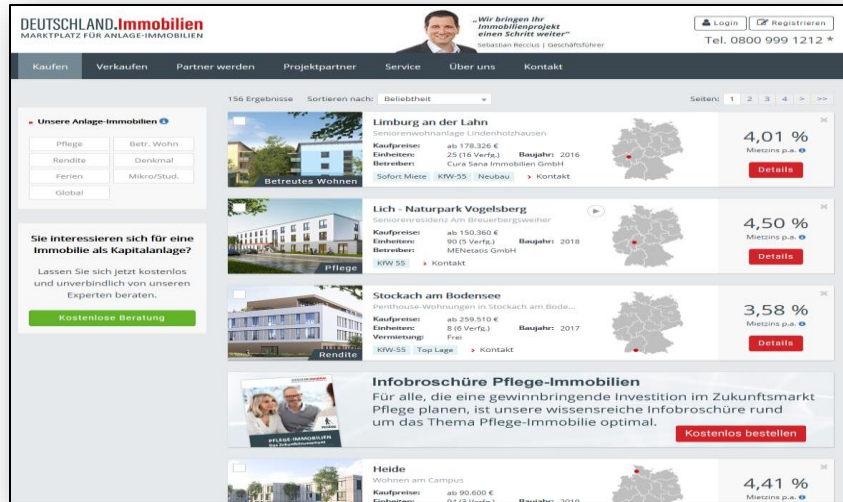 DEUTSCHLAND.Immobilien
MARKTPLATZ FÜR ANLAGE-IMMOBILIEN
„Wir bringen Ihr
Immobilienprojekt
einen Schritt weiter"
Sebastian Reccius | Geschäftsführer
Login Registrieren
Tel. 0800 999 1212 *
Kaufen Verkaufen Partner werden Projektpartner Service Über uns Kontakt
156 Ergebnisse Sortieren nach: Beliebtheit Seiten: 1 2 3 4 > >>
Unsere Anlage-Immobilien
Pflege Betr. Wohn
Rendite Denkmal
Ferien Mikro/Stud.
Global
Sie interessieren sich für eine
Immobilie als Kapitalanlage?
Lassen Sie sich jetzt kostenlos
und unverbindlich von unseren
Experten beraten.
Kostenlose Beratung
Betreutes Wohnen
Limburg an der Lahn
Seniorenwohnanlage Lindenholzhausen
Kaufpreise: ab 178.326 €
Einheiten: 25 (16 Verfg.) Baujahr: 2016
Betreiber: Cura Sana Immobilien GmbH
Sofort Miete KfW-55 Neubau > Kontakt
4,01 %
Mietzins p.a.
Details
Pflege
Lich - Naturpark Vogelsberg
Seniorenresidenz Am Breuerbergsweiher
Kaufpreise: ab 150.360 €
Einheiten: 90 (5 Verfg.) Baujahr: 2018
Betreiber: MENetatis GmbH
KfW 55 > Kontakt
4,50 %
Mietzins p.a.
Details
Rendite
Stockach am Bodensee
Penthouse-Wohnungen in Stockach am Bode...
Kaufpreise: ab 259.510 €
Einheiten: 8 (6 Verfg.) Baujahr: 2017
Vermietung: Frei
KfW-55 Top Lage > Kontakt
3,58 %
Mietzins p.a.
Details
PFLEGE-IMMOBILIEN
Infobroschüre Pflege-Immobilien
Für alle, die eine gewinnbringende Investition im Zukunftsmarkt
Pflege planen, ist unsere wissensreiche Infobroschüre rund
um das Thema Pflege-Immobilie optimal.
Kostenlos bestellen
Heide
Wohnen am Campus
Kaufpreise: ab 90.600 €
Einheiten: 94 (3 Verfg.) Baujahr: 2019
4,41 %
Mietzins p.a.